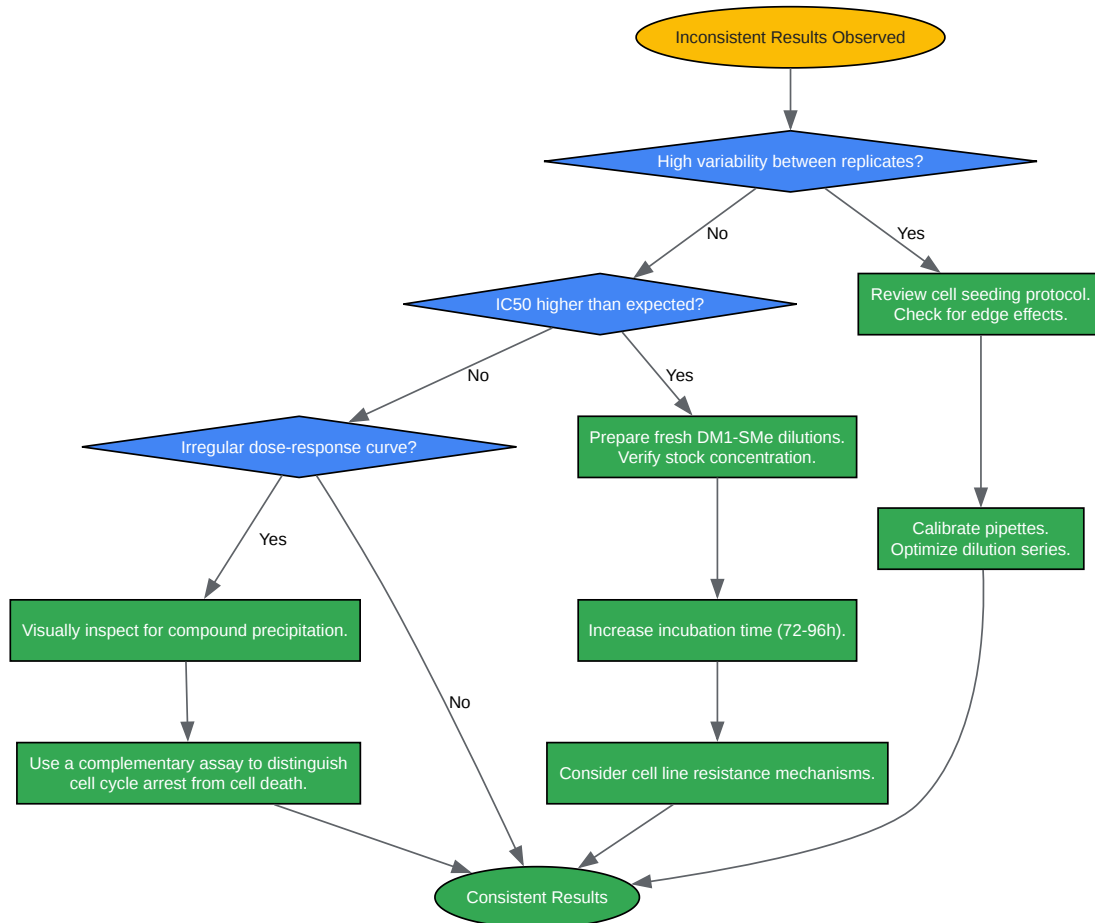 Inconsistent Results Observed
High variability between replicates?
No
Yes
IC50 higher than expected?
Review cell seeding protocol.
Check for edge effects.
No
Yes
Irregular dose-response curve?
Prepare fresh DM1-SMe dilutions.
Verify stock concentration.
Calibrate pipettes.
Optimize dilution series.
Yes
Visually inspect for compound precipitation.
Increase incubation time (72-96h).
No
Use a complementary assay to distinguish
cell cycle arrest from cell death.
Consider cell line resistance mechanisms.
Consistent Results